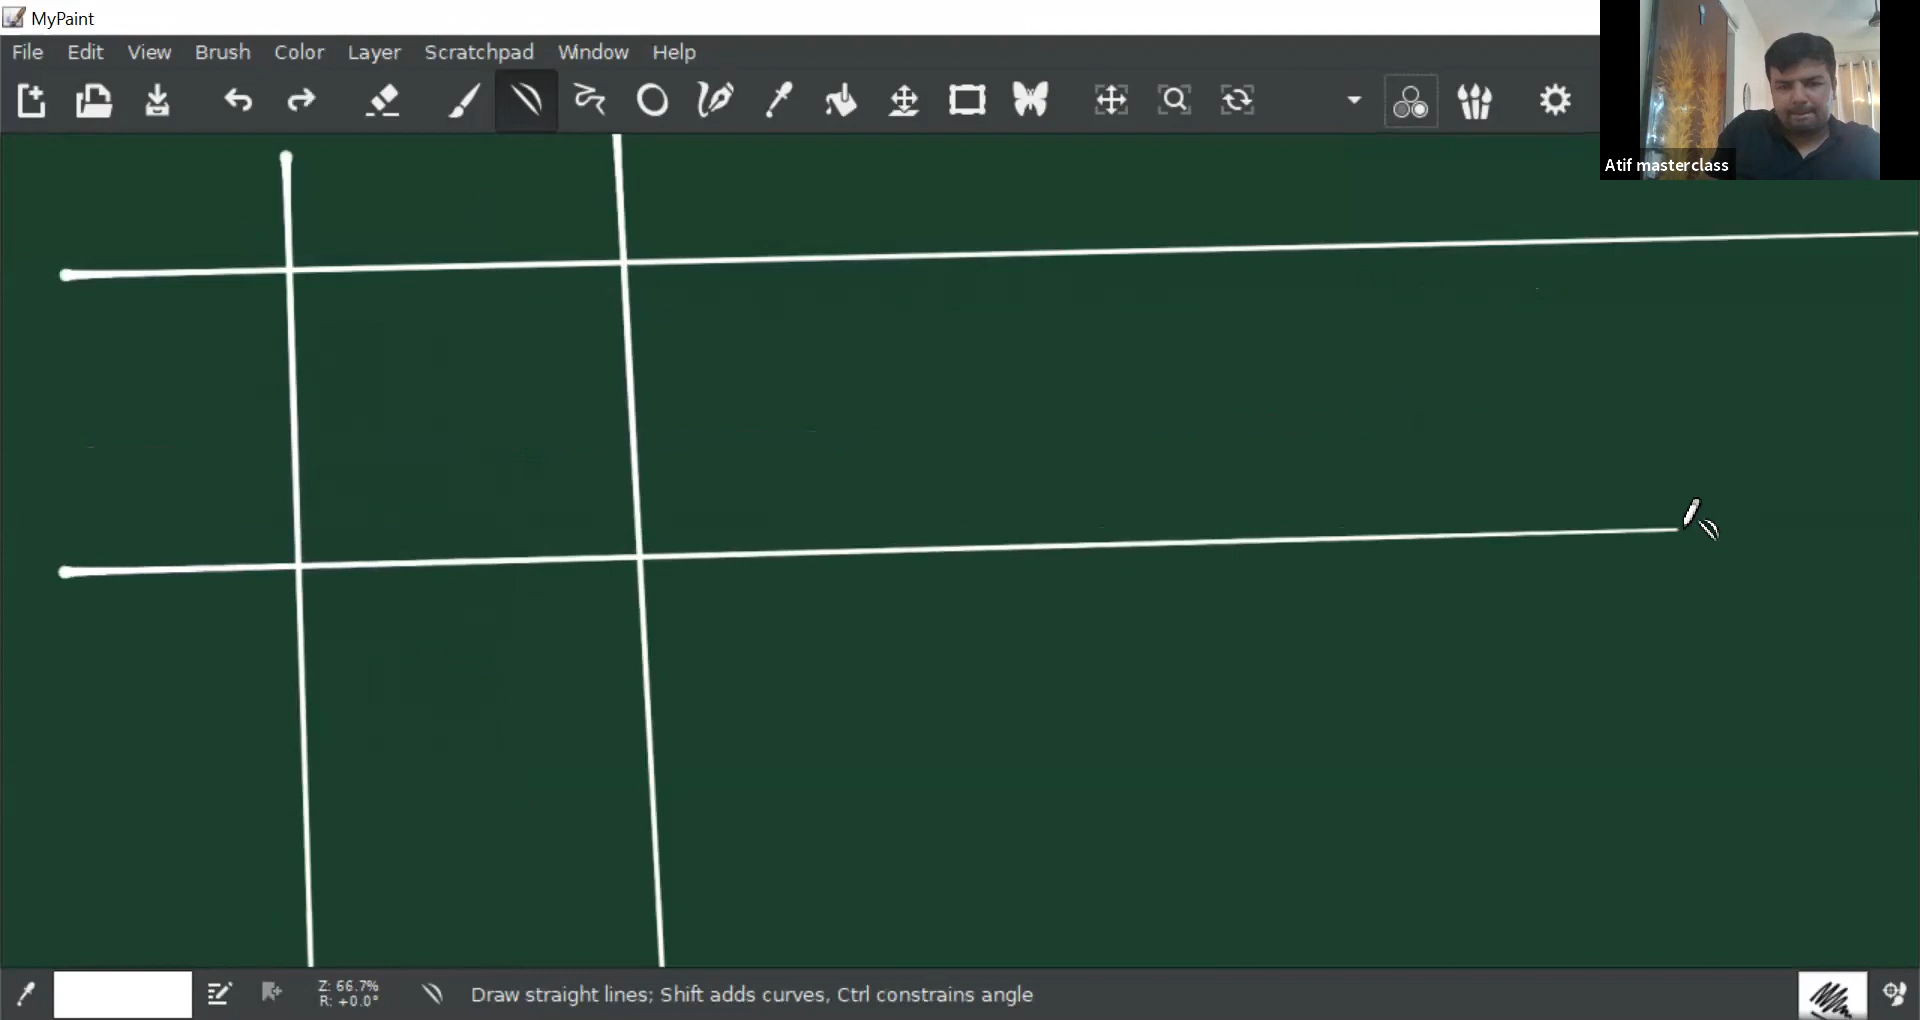 MyPaint
File Edit View Brush Color Layer Scratchpad Window Help
Atif masterclass
Z: 66.7%
R: +0.0°
Draw straight lines; Shift adds curves, Ctrl constrains angle